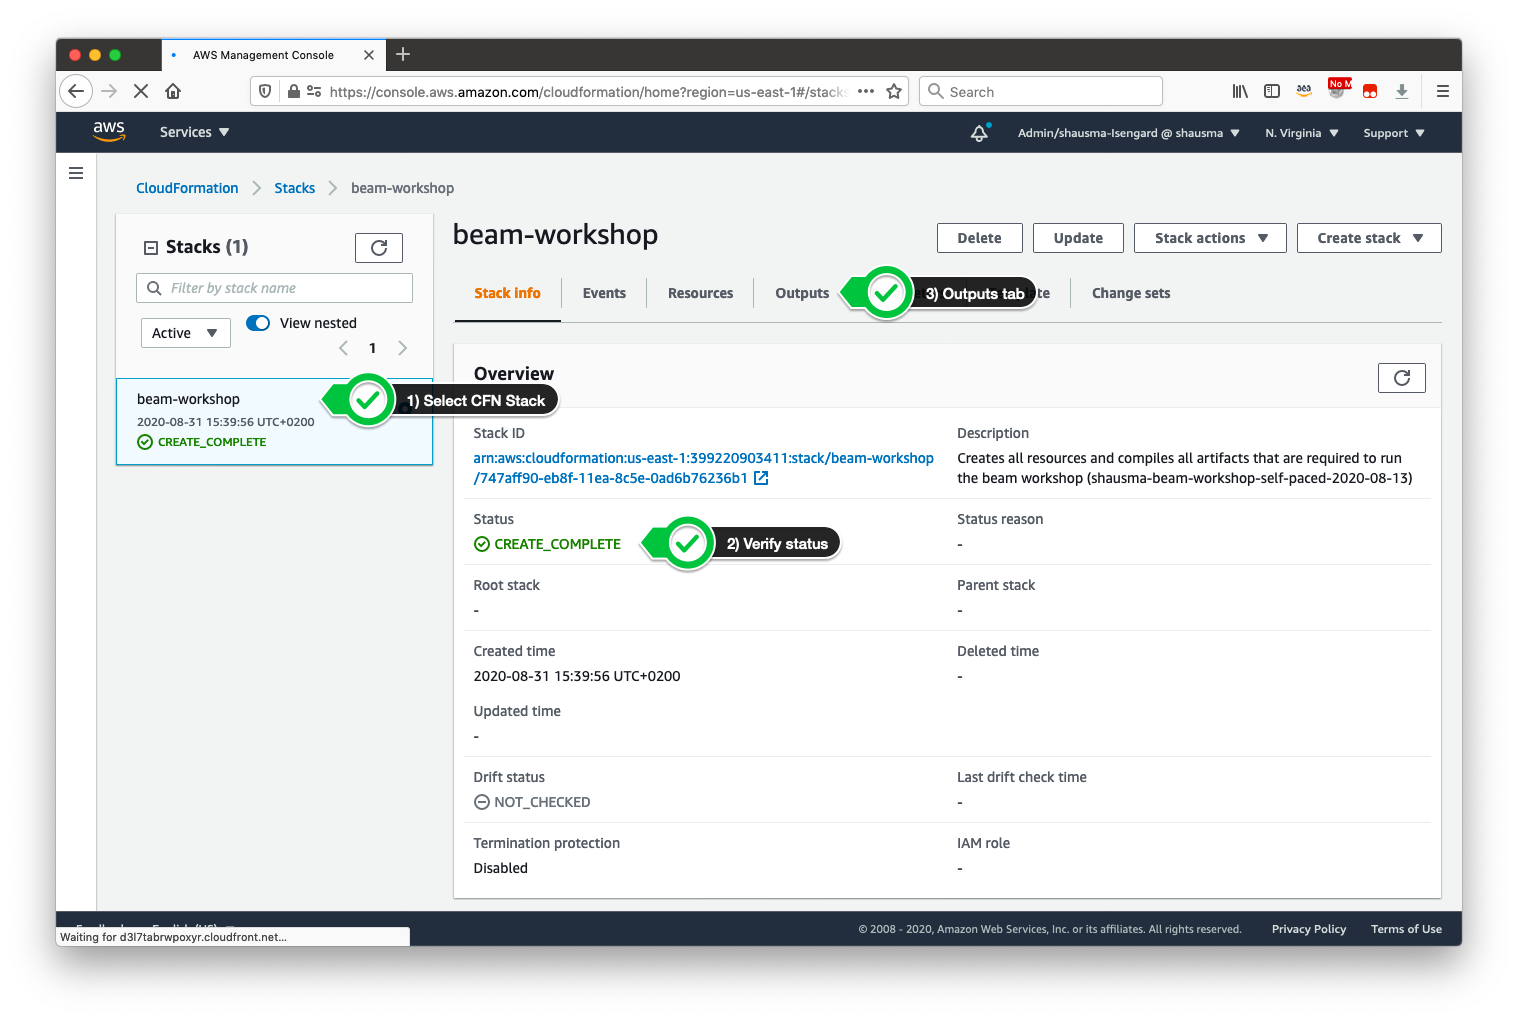 AWS Management Console
https://console.aws.amazon.com/cloudformation/home?region=us-east-1#/stacks
Search
No M
aws
Services
Admin/shausma-Isengard @ shausma
N. Virginia
Support
CloudFormation
Stacks
beam-workshop
Stacks (1)
Filter by stack name
Active
View nested
1
beam-workshop
2020-08-31 15:39:56 UTC+0200
CREATE_COMPLETE
1) Select CFN Stack
beam-workshop
Delete
Update
Stack actions
Create stack
Stack info
Events
Resources
Outputs
3) Outputs tab
Change sets
Overview
Stack ID
arn:aws:cloudformation:us-east-1:399220903411:stack/beam-workshop
/747aff90-eb8f-11ea-8c5e-0ad6b76236b1
Description
Creates all resources and compiles all artifacts that are required to run
the beam workshop (shausma-beam-workshop-self-paced-2020-08-13)
Status
CREATE_COMPLETE
2) Verify status
Status reason
-
Root stack
-
Parent stack
-
Created time
2020-08-31 15:39:56 UTC+0200
Deleted time
-
Updated time
-
Drift status
NOT_CHECKED
Last drift check time
-
Termination protection
Disabled
IAM role
-
Waiting for d3l7tabrwpoxyr.cloudfront.net...
© 2008 - 2020, Amazon Web Services, Inc. or its affiliates. All rights reserved.
Privacy Policy
Terms of Use